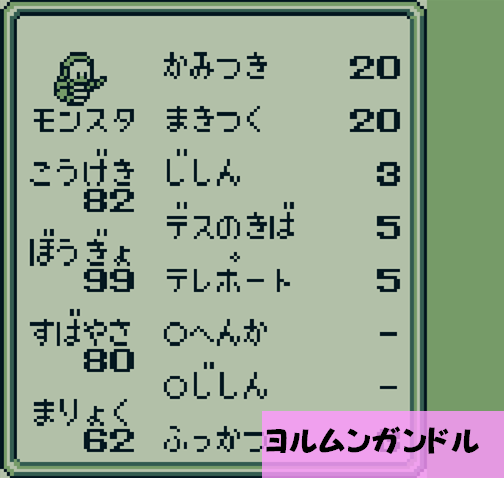 かみつき 20
モンスタ まきつく 20
こうげき 82 じしん 3
デスのきば 5
ぼうぎょ 99
テレポート 5
すばやさ 80 ○へんか -
○じしん -
まりょく 62
ふっかつ
ヨルムンガンドル